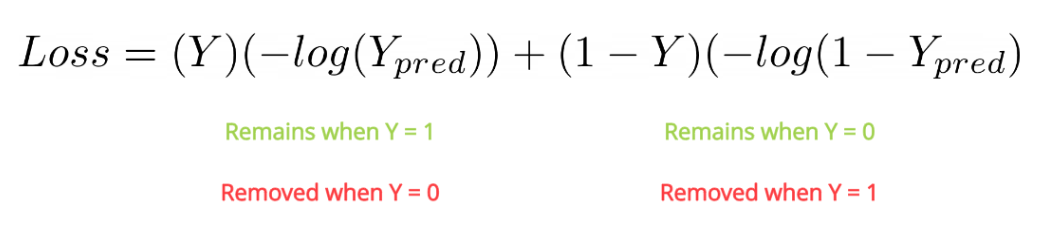 Loss = (Y)(−log(Y_pred)) + (1 − Y)(−log(1 − Y_pred)
Remains when Y = 1 Remains when Y = 0
Removed when Y = 0 Removed when Y = 1